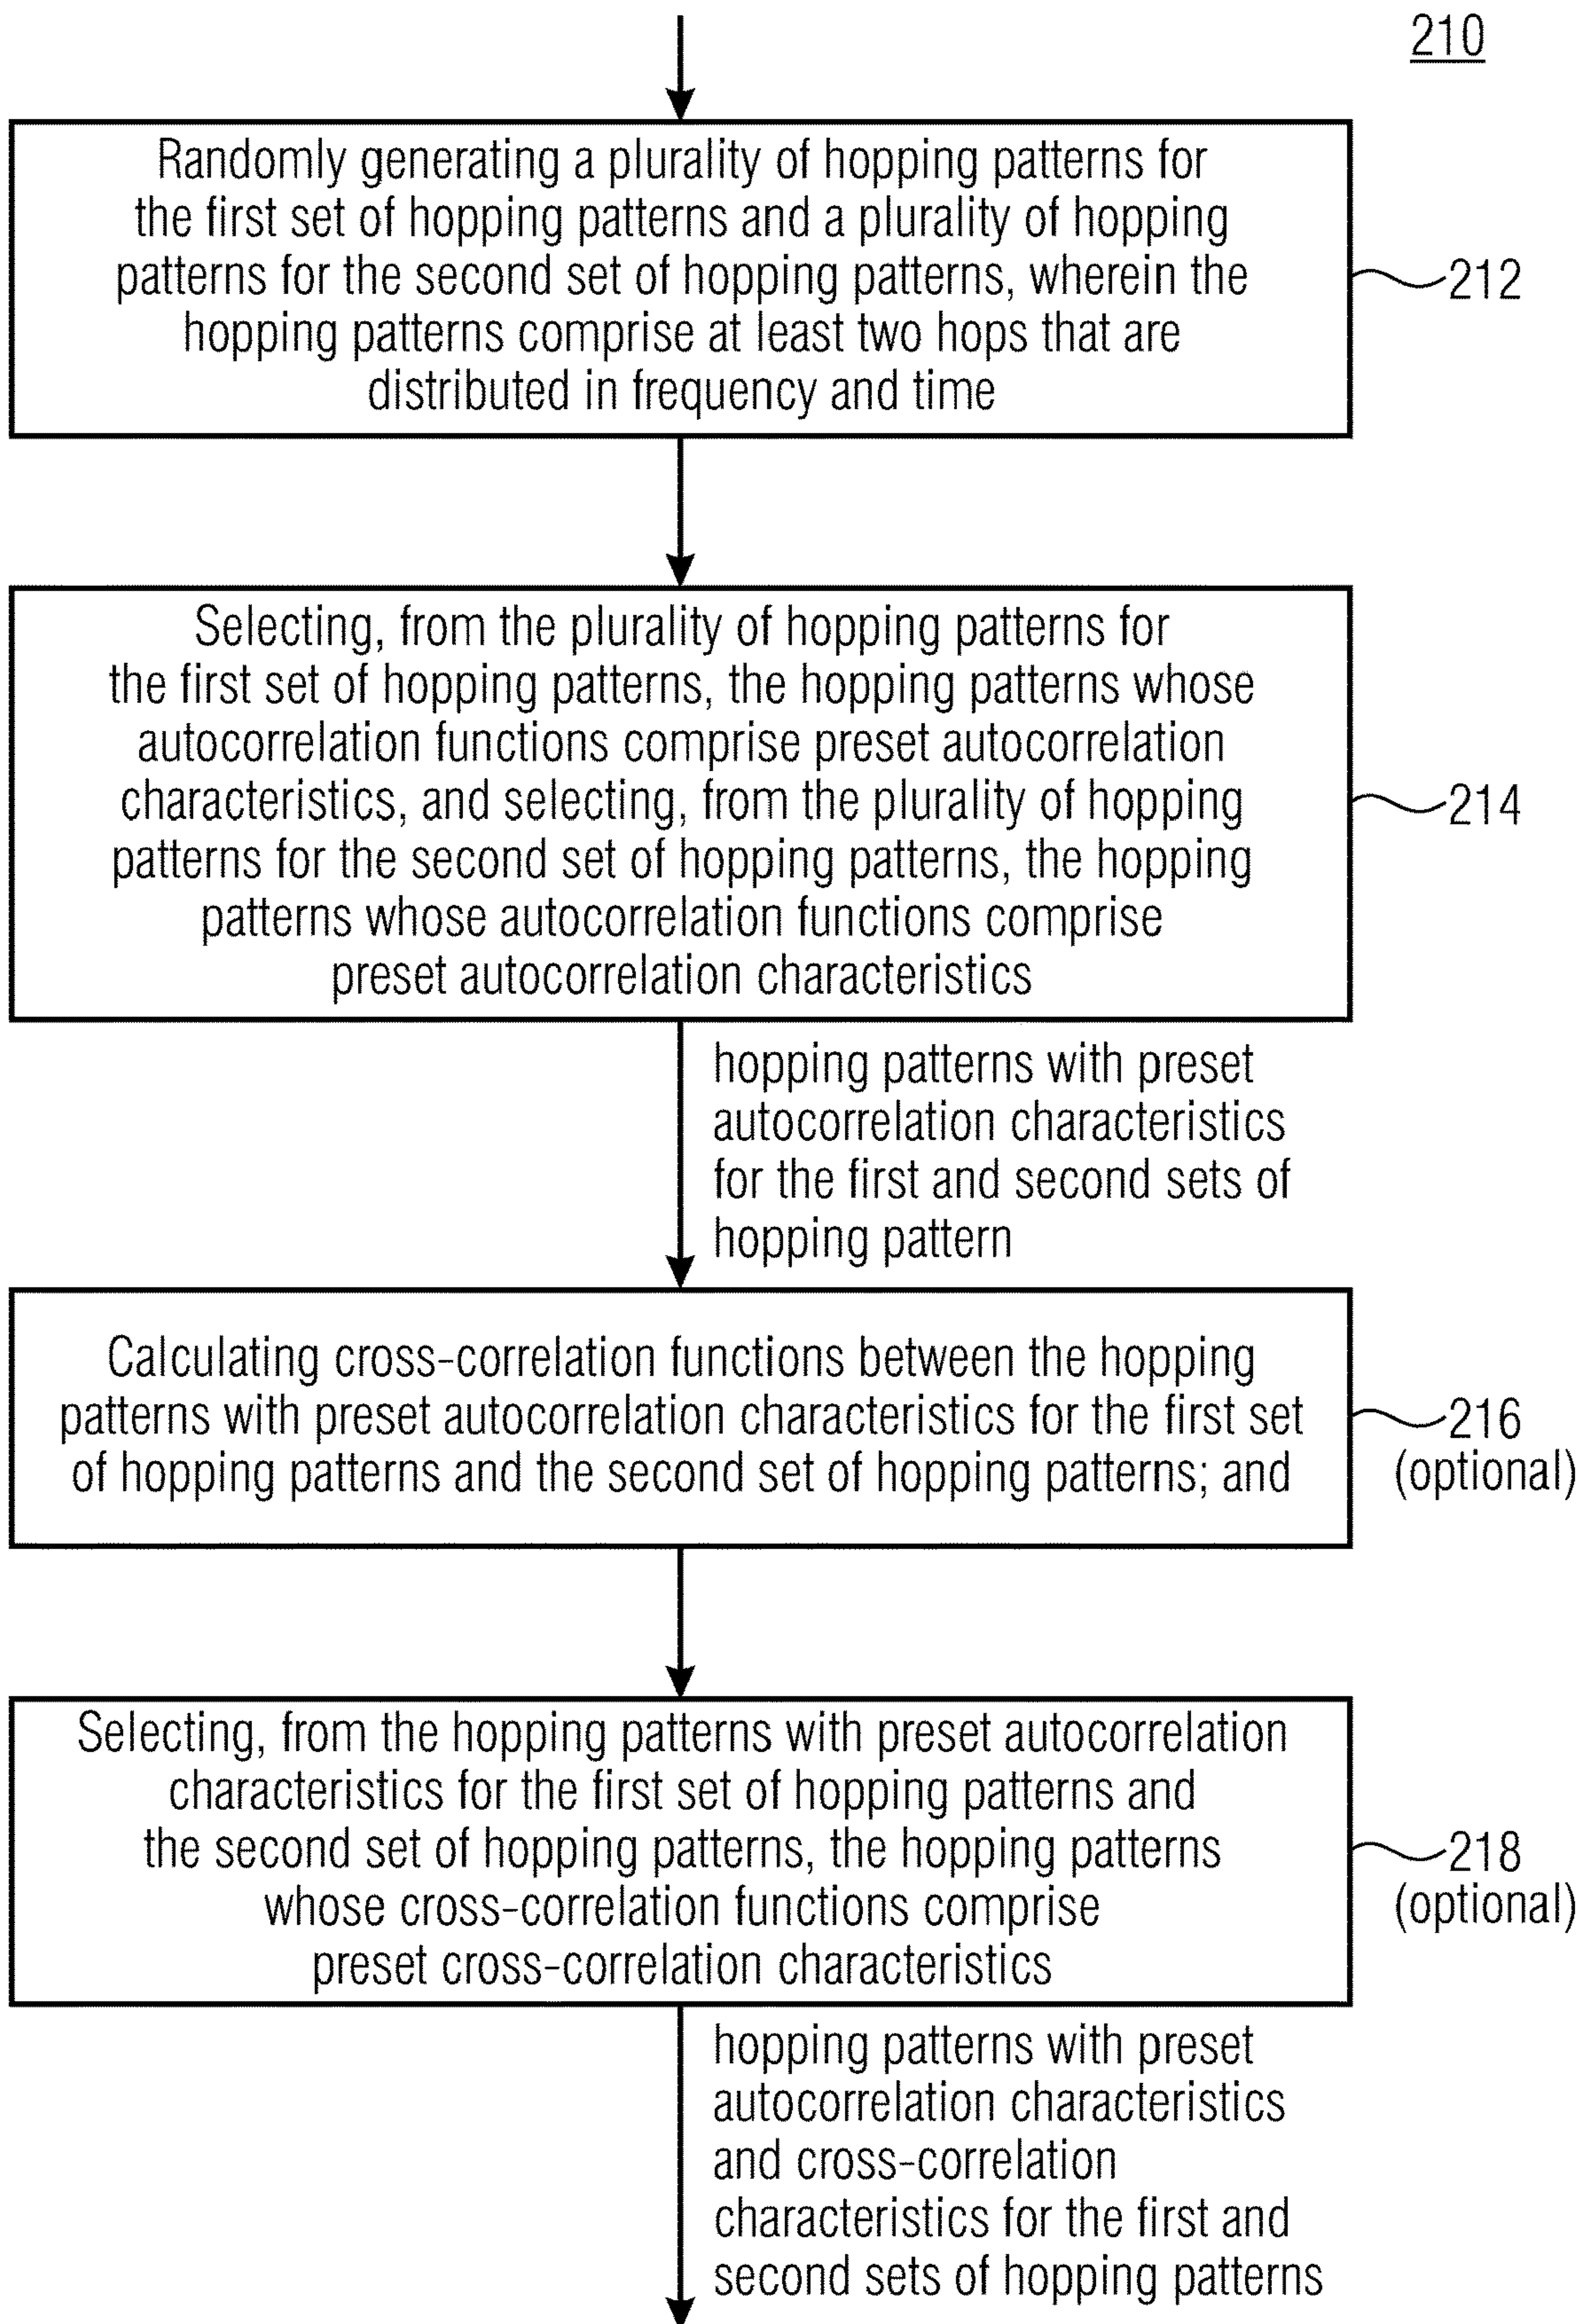 210
Randomly generating a plurality of hopping patterns for
the first set of hopping patterns and a plurality of hopping
patterns for the second set of hopping patterns, wherein the
hopping patterns comprise at least two hops that are
distributed in frequency and time
212
Selecting, from the plurality of hopping patterns for
the first set of hopping patterns, the hopping patterns whose
autocorrelation functions comprise preset autocorrelation
characteristics, and selecting, from the plurality of hopping
patterns for the second set of hopping patterns, the hopping
patterns whose autocorrelation functions comprise
preset autocorrelation characteristics
214
hopping patterns with preset
autocorrelation characteristics
for the first and second sets of
hopping pattern
Calculating cross-correlation functions between the hopping
patterns with preset autocorrelation characteristics for the first set
of hopping patterns and the second set of hopping patterns; and
216
(optional)
Selecting, from the hopping patterns with preset autocorrelation
characteristics for the first set of hopping patterns and
the second set of hopping patterns, the hopping patterns
whose cross-correlation functions comprise
preset cross-correlation characteristics
218
(optional)
hopping patterns with preset
autocorrelation characteristics
and cross-correlation
characteristics for the first and
second sets of hopping patterns